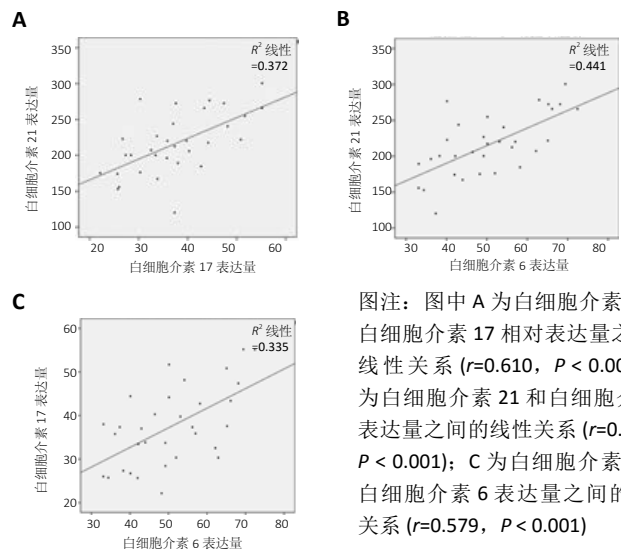 A
R² 线性
=0.372
白细胞介素 21 表达量
350
300
250
200
150
100
20 30 40 50 60
白细胞介素 17 表达量
B
R² 线性
=0.441
白细胞介素 21 表达量
350
300
250
200
150
100
30 40 50 60 70 80
白细胞介素 6 表达量
C
R² 线性
=0.335
白细胞介素 17 表达量
60
50
40
30
20
30 40 50 60 70 80
白细胞介素 6 表达量
图注：图中 A 为白细胞介素
白细胞介素 17 相对表达量之
线性关系 (r=0.610，P < 0.00
为白细胞介素 21 和白细胞介
表达量之间的线性关系 (r=0.
P < 0.001)；C 为白细胞介素
白细胞介素 6 表达量之间的
关系 (r=0.579，P < 0.001)